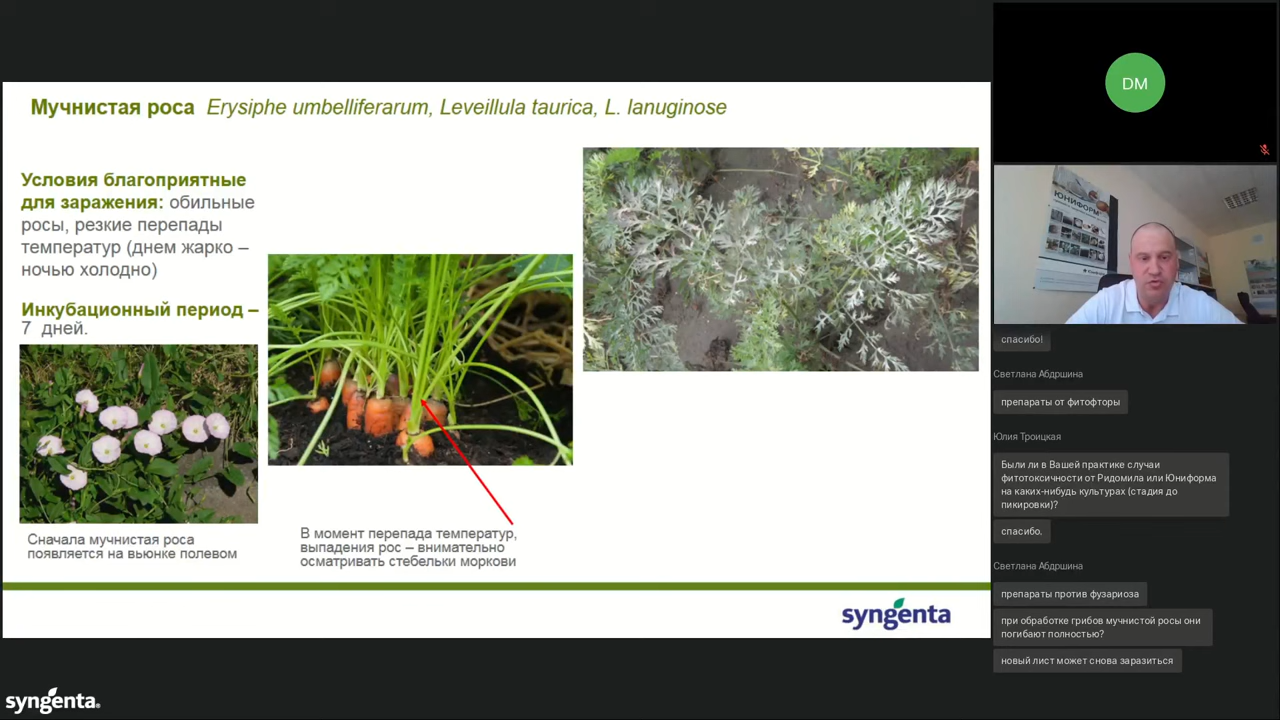 Мучнистая роса Erysiphe umbelliferarum, Leveillula taurica, L. lanuginose
Условия благоприятные
для заражения: обильные
росы, резкие перепады
температур (днем жарко –
ночью холодно)
Инкубационный период –
7 дней.
Сначала мучнистая роса
появляется на вьюнке полевом
В момент перепада температур,
выпадения рос – внимательно
осматривать стебельки моркови
syngenta
syngenta
DM
ЮНИФОРМ
спасибо!
Светлана Абдршина
препараты от фитофторы
Юлия Троицкая
Были ли в Вашей практике случаи
фитотоксичности от Ридомила или Юниформа
на каких-нибудь культурах (стадия до
пикировки)?
спасибо.
Светлана Абдршина
препараты против фузариоза
при обработке грибов мучнистой росы они
погибают полностью?
новый лист может снова заразиться